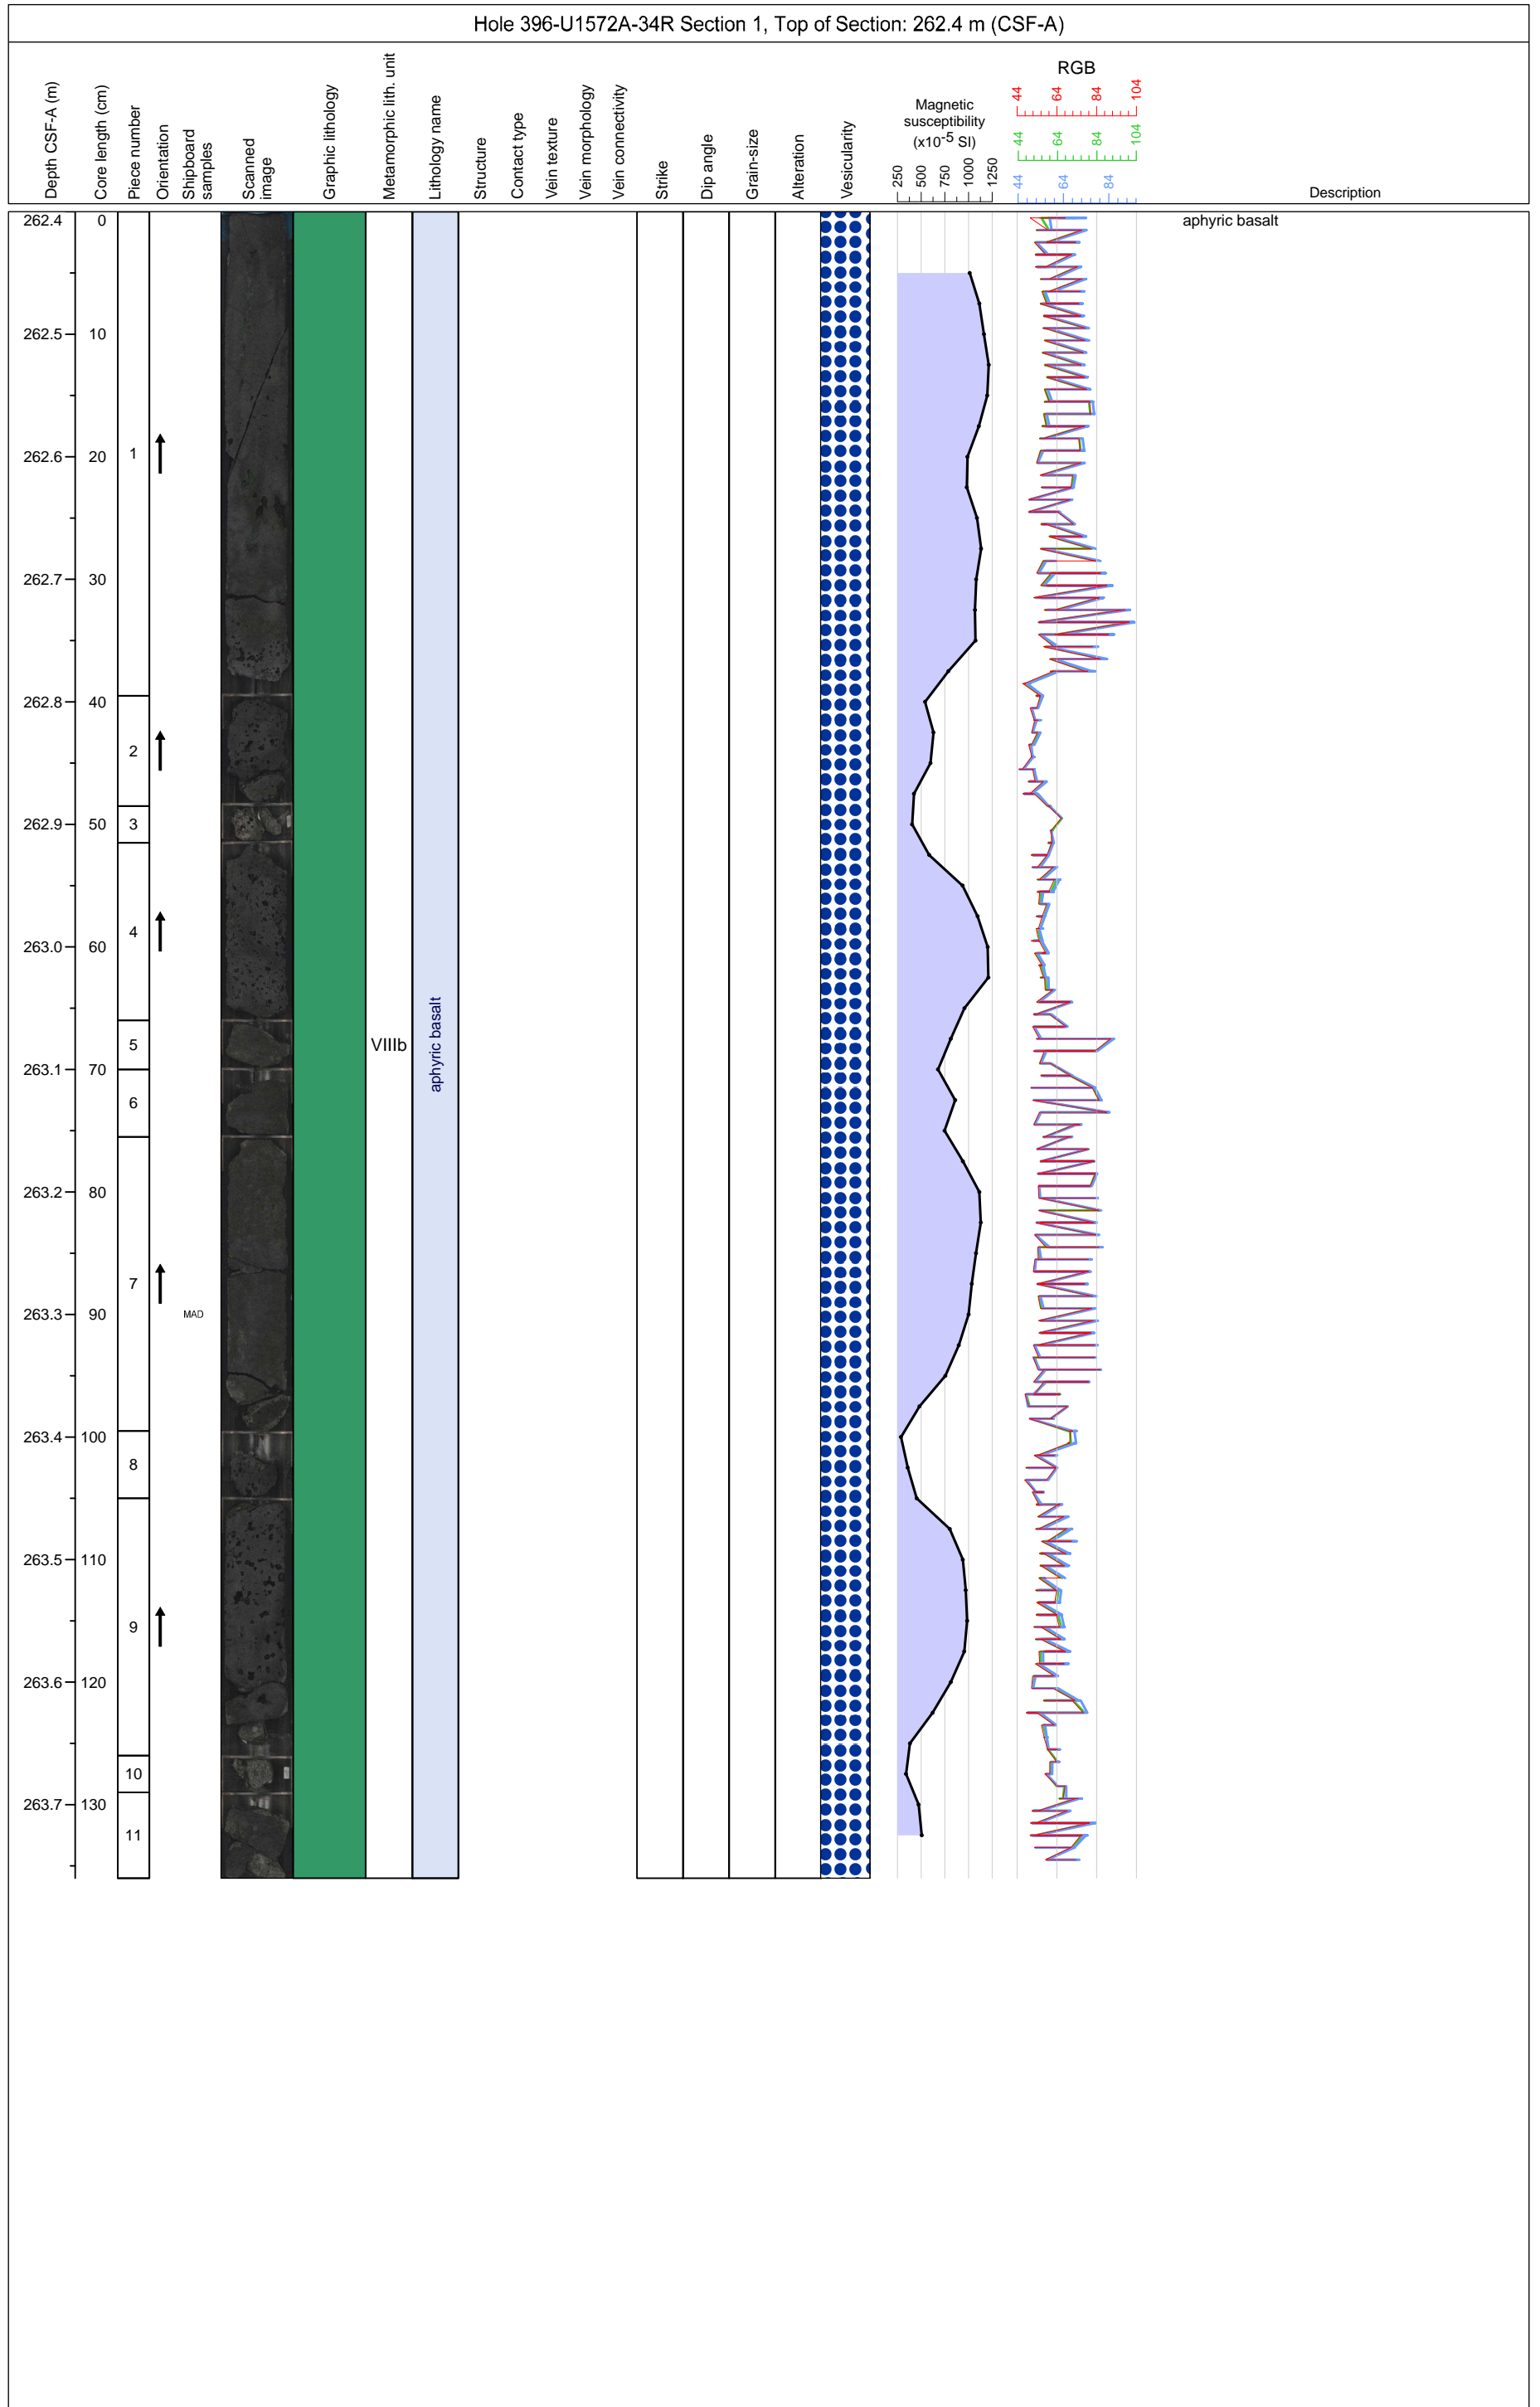 Hole 396-U1572A-34R Section 1, Top of Section: 262.4 m (CSF-A)
Depth CSF-A (m)
Core length (cm)
Piece number
Orientation
Shipboard
samples
Scanned
image
Graphic lithology
Metamorphic lith. unit
Lithology name
Structure
Contact type
Vein texture
Vein morphology
Vein connectivity
Strike
Dip angle
Grain-size
Alteration
Vesicularity
Magnetic
susceptibility
(x10-5 SI)
250 500 750 1000 1250
RGB
44 64 84 104
44 64 84 104
44 64 84
Description
262.4 0 aphyric basalt
262.5 10
1
262.6 20
262.7 30
262.8 40
2
262.9 50 3
4
263.0 60
5 VIIIb aphyric basalt
263.1 70
6
263.2 80
7
263.3 90 MAD
263.4 100
8
263.5 110
9
263.6 120
10
263.7 130
11